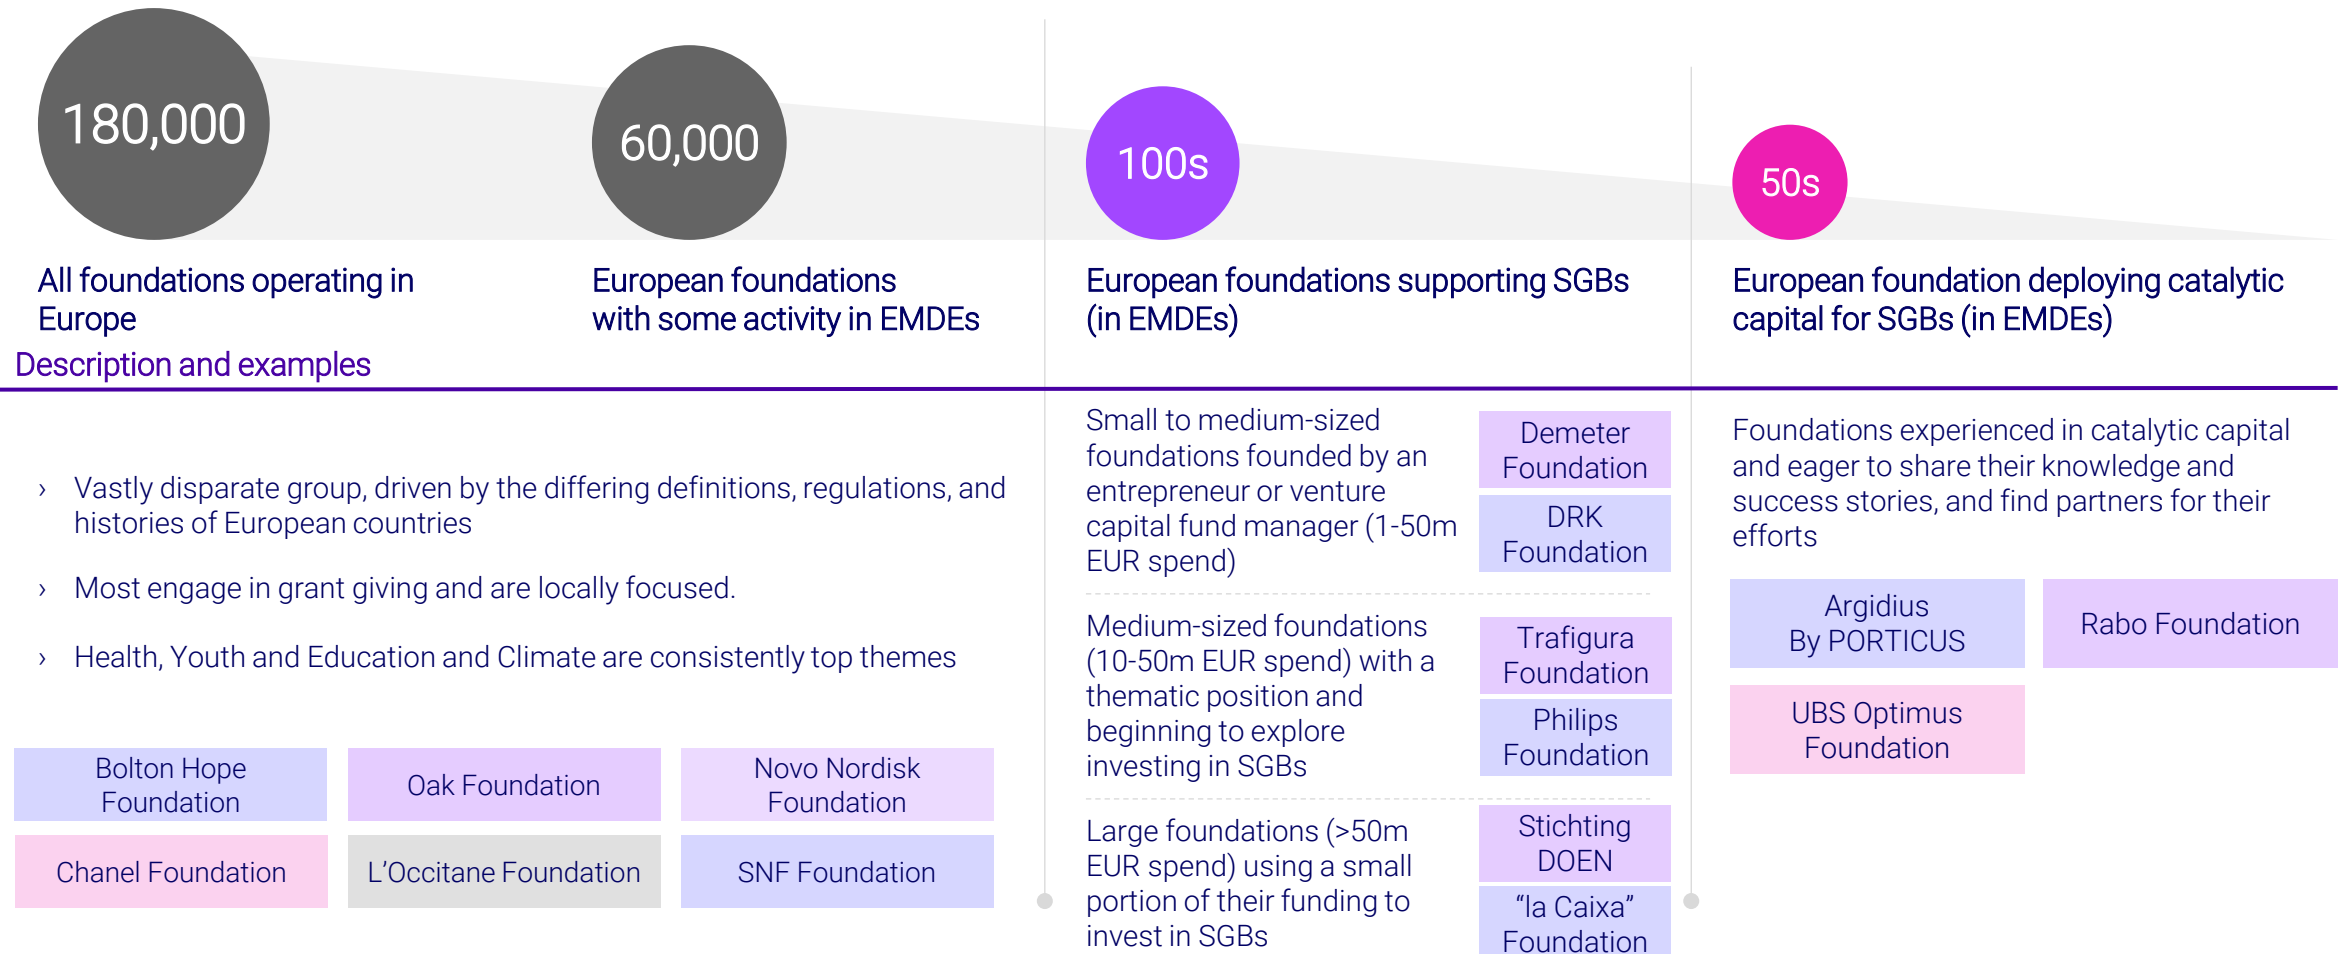 180,000
60,000
100s
50s
All foundations operating in
Europe
European foundations
with some activity in EMDEs
European foundations supporting SGBs
(in EMDEs)
European foundation deploying catalytic
capital for SGBs (in EMDEs)
Description and examples
› Vastly disparate group, driven by the differing definitions, regulations, and
histories of European countries
› Most engage in grant giving and are locally focused.
› Health, Youth and Education and Climate are consistently top themes
Bolton Hope
Foundation
Oak Foundation
Novo Nordisk
Foundation
Chanel Foundation
L’Occitane Foundation
SNF Foundation
Small to medium-sized
foundations founded by an
entrepreneur or venture
capital fund manager (1-50m
EUR spend)
Demeter
Foundation
DRK
Foundation
Medium-sized foundations
(10-50m EUR spend) with a
thematic position and
beginning to explore
investing in SGBs
Trafigura
Foundation
Philips
Foundation
Large foundations (>50m
EUR spend) using a small
portion of their funding to
invest in SGBs
Stichting
DOEN
“la Caixa”
Foundation
Foundations experienced in catalytic capital
and eager to share their knowledge and
success stories, and find partners for their
efforts
Argidius
By PORTICUS
Rabo Foundation
UBS Optimus
Foundation